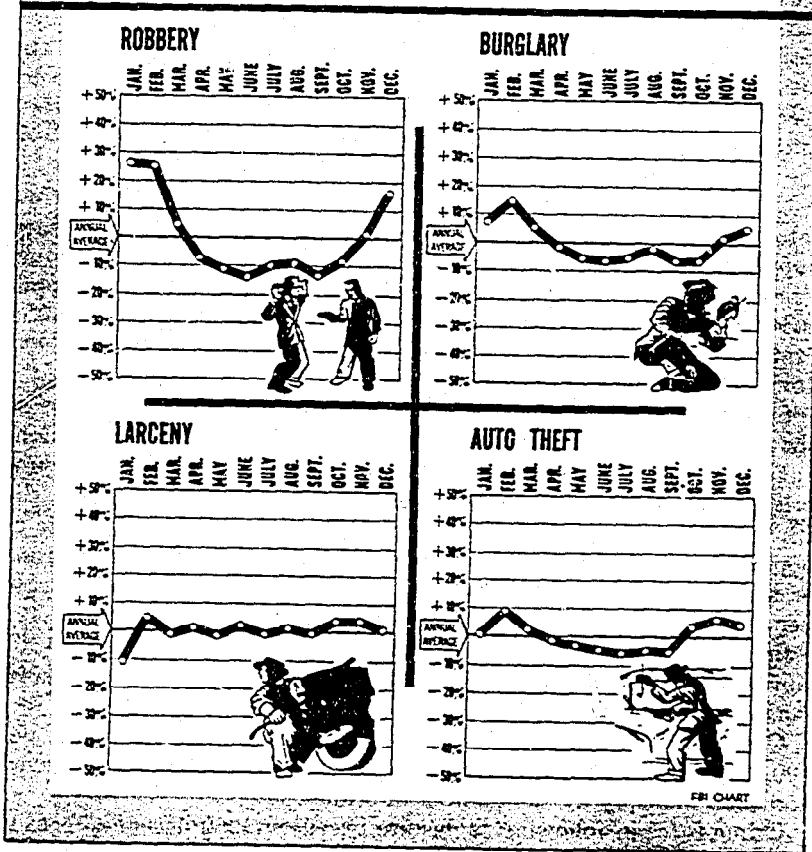 ROBBERY
JAN. FEB. MAR. APR. MAY JUNE JULY AUG. SEPT. OCT. NOV. DEC.
+50%
+40%
+30%
+20%
+10%
ANNUAL
AVERAGE
-10%
-20%
-30%
-40%
-50%
BURGLARY
JAN. FEB. MAR. APR. MAY JUNE JULY AUG. SEPT. OCT. NOV. DEC.
+50%
+40%
+30%
+20%
+10%
ANNUAL
AVERAGE
-10%
-20%
-30%
-40%
-50%
LARCENY
JAN. FEB. MAR. APR. MAY JUNE JULY AUG. SEPT. OCT. NOV. DEC.
+50%
+40%
+30%
+20%
+10%
ANNUAL
AVERAGE
-10%
-20%
-30%
-40%
-50%
AUTO THEFT
JAN. FEB. MAR. APR. MAY JUNE JULY AUG. SEPT. OCT. NOV. DEC.
+50%
+40%
+30%
+20%
+10%
ANNUAL
AVERAGE
-10%
-20%
-30%
-40%
-50%
FBI CHART